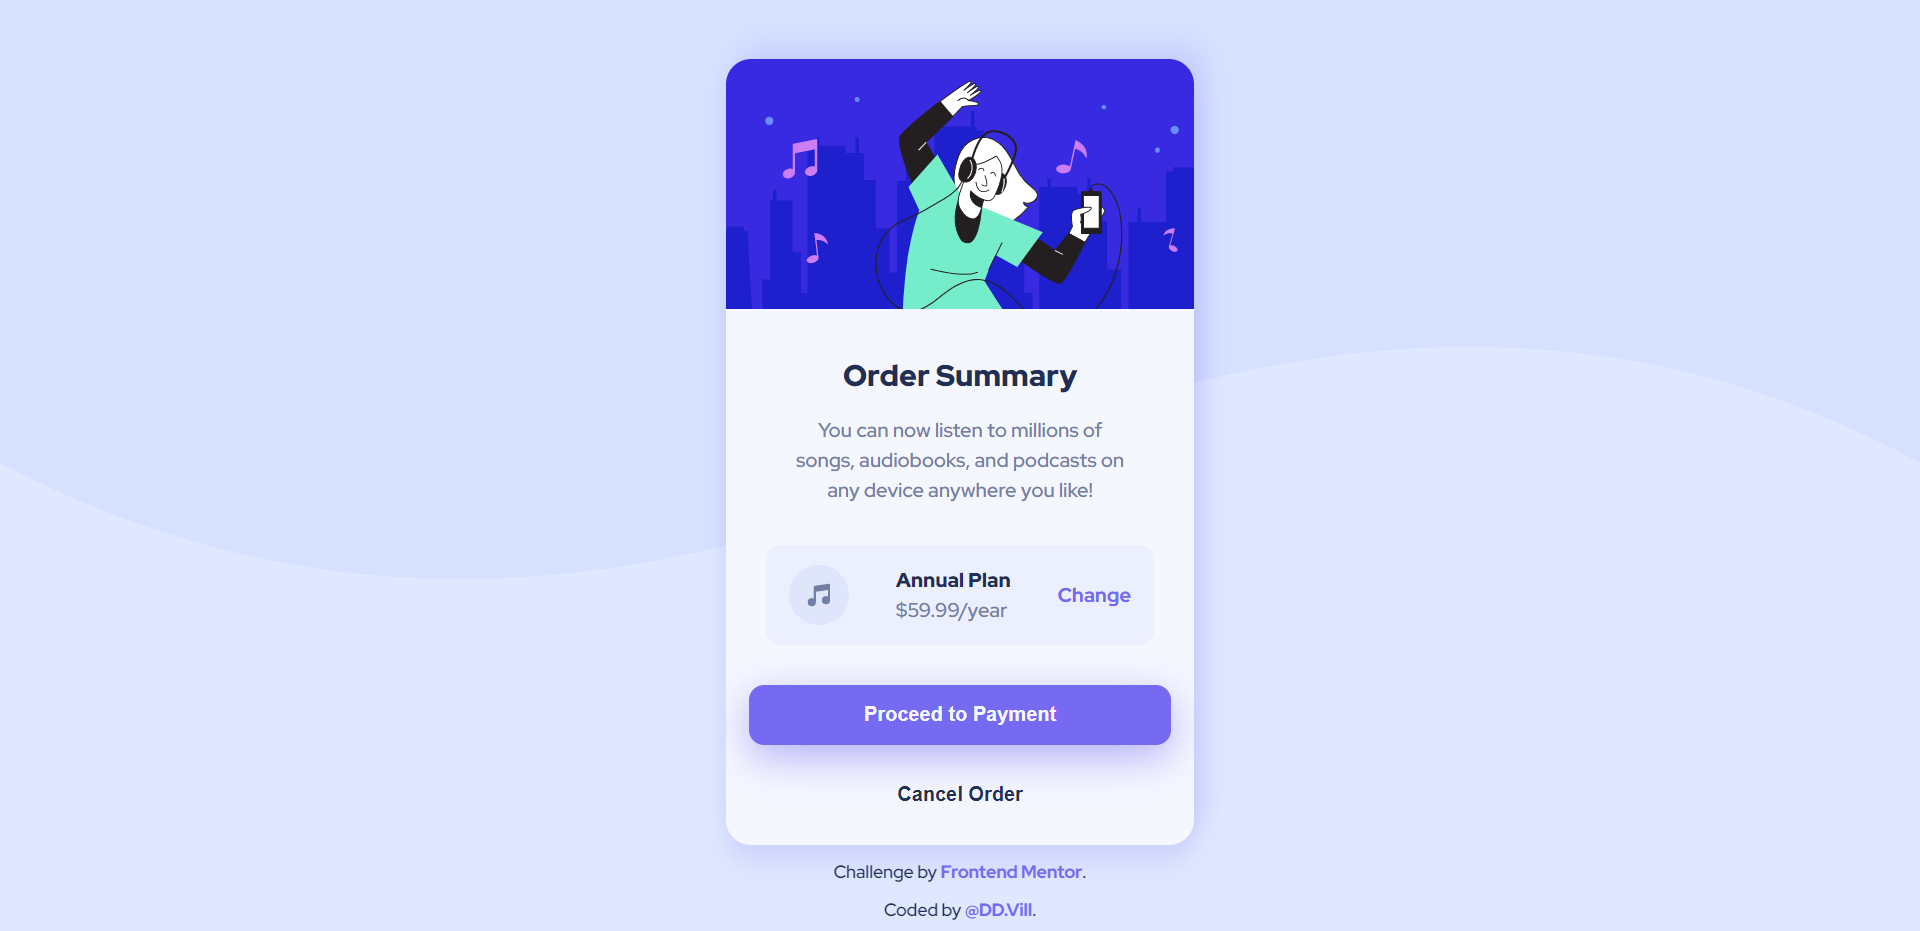 Order Summary
You can now listen to millions of
songs, audiobooks, and podcasts on
any device anywhere you like!
Annual Plan
$59.99/year
Change
Proceed to Payment
Cancel Order
Challenge by Frontend Mentor.
Coded by @DD.Vill.